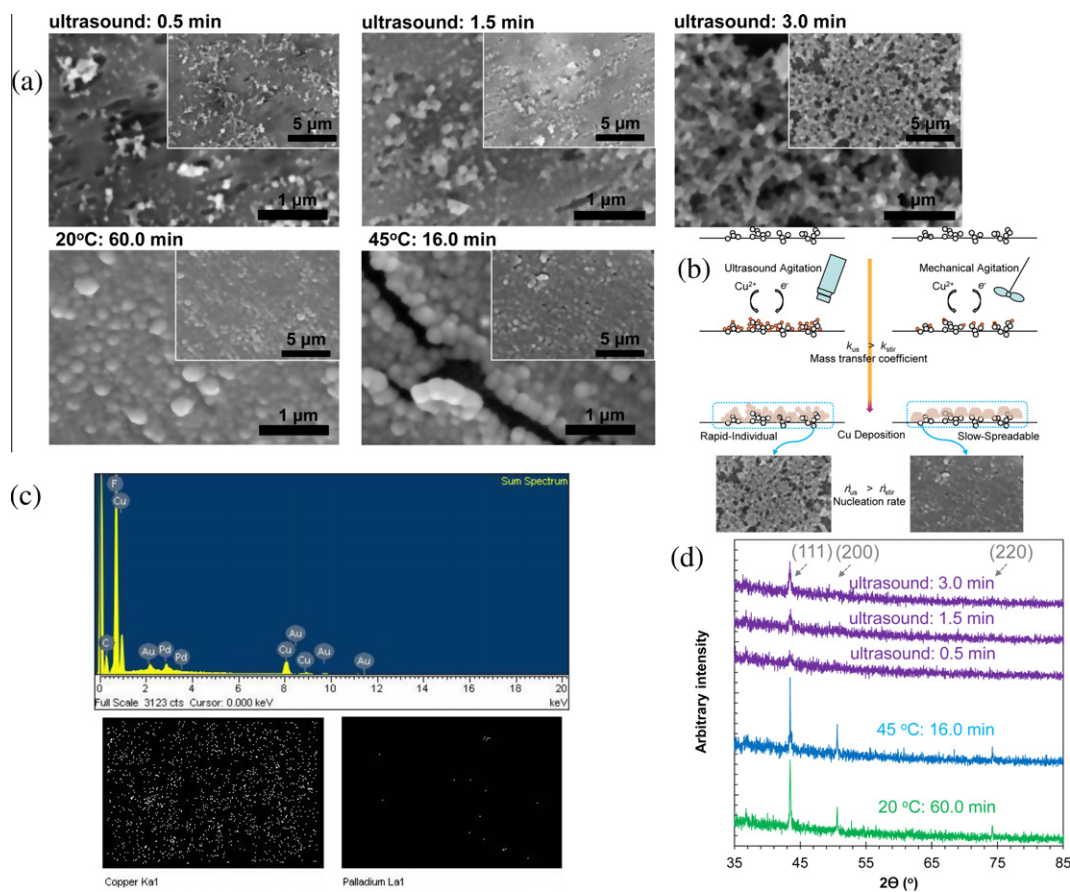 ultrasound: 0.5 min
ultrasound: 1.5 min
ultrasound: 3.0 min
(a)
5 µm
5 µm
5 µm
1 µm
1 µm
1 µm
20°C: 60.0 min
45°C: 16.0 min
5 µm
5 µm
1 µm
1 µm
(b)
Ultrasound Agitation
Mechanical Agitation
Cu2+ e-
Cu2+ e-
kus > kstir
Mass transfer coefficient
Rapid-Individual
Cu Deposition
Slow-Spreadable
ṅus > ṅstir
Nucleation rate
(c)
Sum Spectrum
F
Cu
C
Au
Pd
Pd
Cu
Au
Cu
Au
Au
0 2 4 6 8 10 12 14 16 18 20
Full Scale 3123 cts Cursor: 0.000 keV
keV
Copper Ka1
Palladium La1
(d)
(111)
(200)
(220)
ultrasound: 3.0 min
ultrasound: 1.5 min
ultrasound: 0.5 min
45 °C: 16.0 min
20 °C: 60.0 min
Arbitrary intensity
35 45 55 65 75 85
2Θ (°)